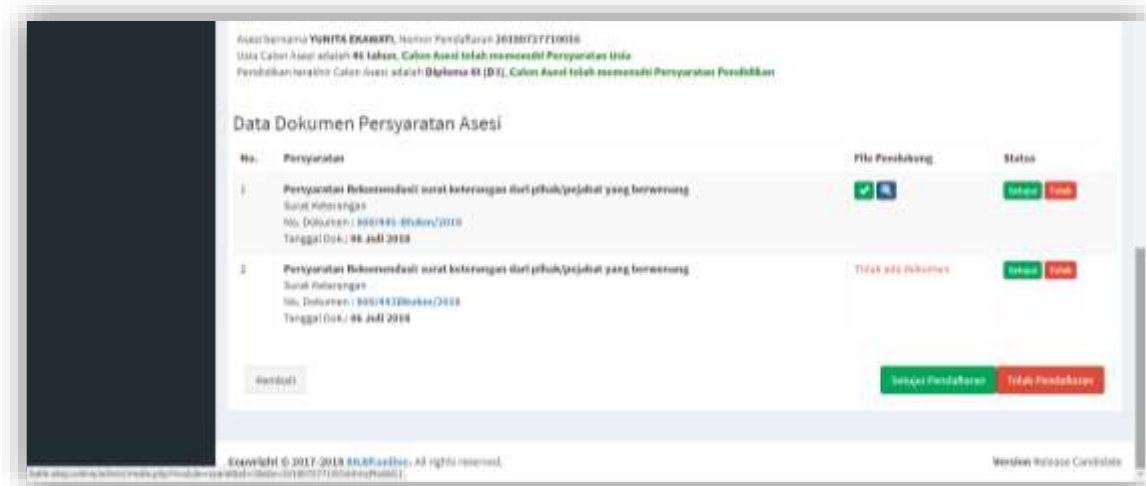 Asesi bernama YUNITA EKAWATI, Nomor Pendaftaran 20180727710016
Usia Calon Asesi adalah 46 tahun, Calon Asesi telah memenuhi Persyaratan Usia
Pendidikan terakhir Calon Asesi adalah Diploma III (D3), Calon Asesi telah memenuhi Persyaratan Pendidikan
Data Dokumen Persyaratan Asesi
No. Persyaratan File Pendukung Status
1 Persyaratan Rekomendasi: surat keterangan dari pihak/pejabat yang berwenang Setujui Tolak
Surat Keterangan
No. Dokumen :
Tanggal Dok.: 06 Juli 2018
2 Persyaratan Rekomendasi: surat keterangan dari pihak/pejabat yang berwenang Tidak ada dokumen Setujui Tolak
Surat Keterangan
No. Dokumen :
Tanggal Dok.: 06 Juli 2018
Kembali Setujui Pendaftaran Tolak Pendaftaran
Copyright © 2017-2019 All rights reserved.
Version Release Candidate